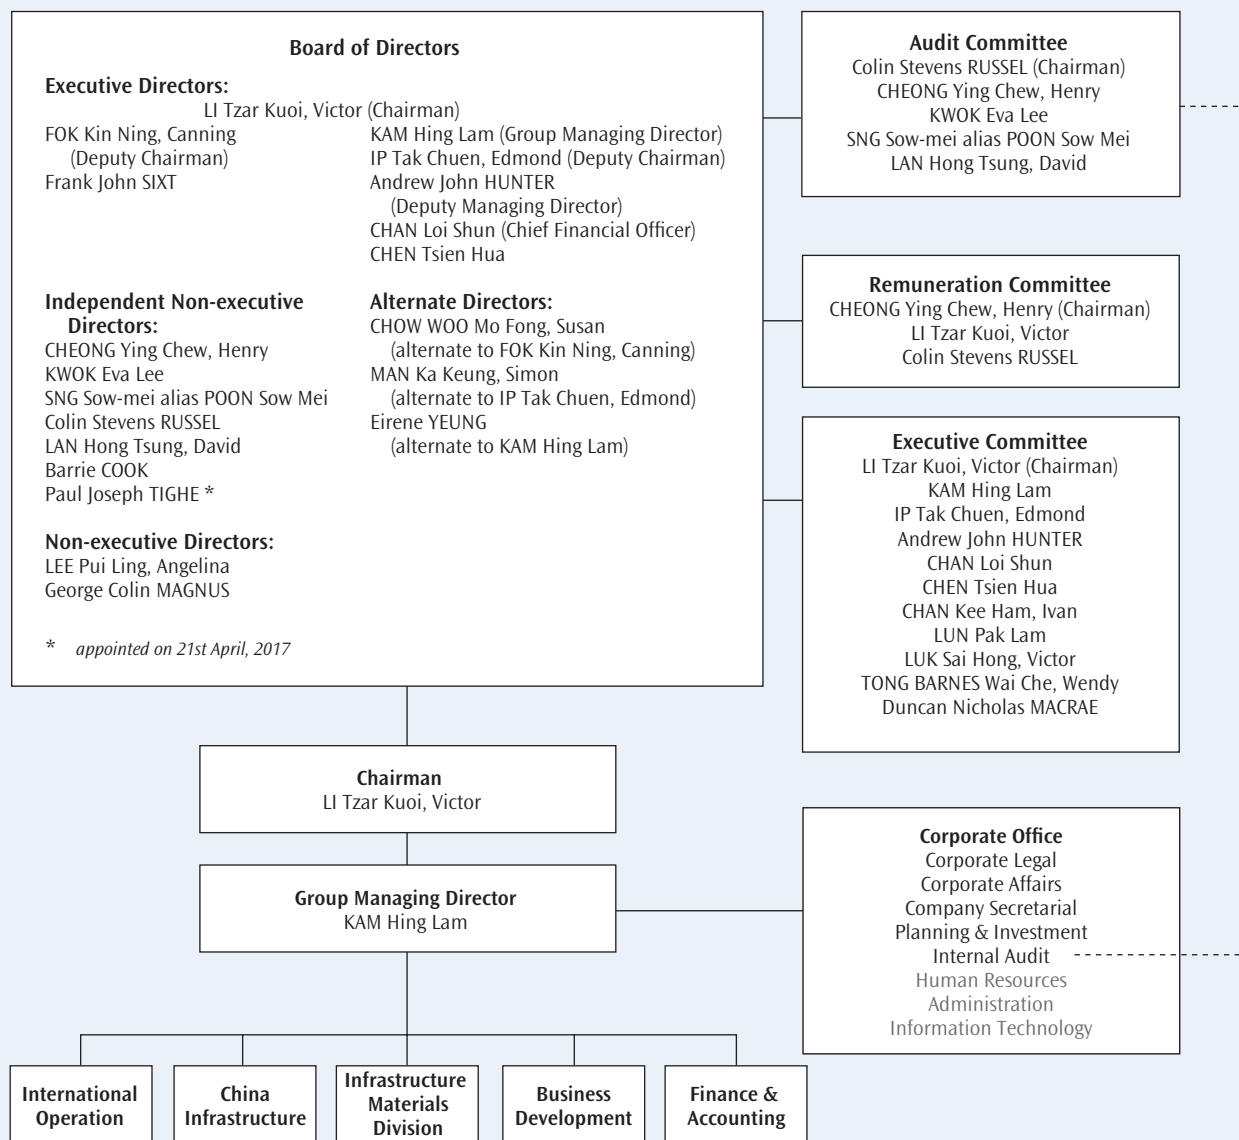 Board of Directors
Executive Directors:
LI Tzar Kuoi, Victor (Chairman)
FOK Kin Ning, Canning
(Deputy Chairman)
Frank John SIXT
KAM Hing Lam (Group Managing Director)
IP Tak Chuen, Edmond (Deputy Chairman)
Andrew John HUNTER
(Deputy Managing Director)
CHAN Loi Shun (Chief Financial Officer)
CHEN Tsien Hua
Independent Non-executive
Directors:
CHEONG Ying Chew, Henry
KWOK Eva Lee
SNG Sow-mei alias POON Sow Mei
Colin Stevens RUSSEL
LAN Hong Tsung, David
Barrie COOK
Paul Joseph TIGHE *
Alternate Directors:
CHOW WOO Mo Fong, Susan
(alternate to FOK Kin Ning, Canning)
MAN Ka Keung, Simon
(alternate to IP Tak Chuen, Edmond)
Eirene YEUNG
(alternate to KAM Hing Lam)
Non-executive Directors:
LEE Pui Ling, Angelina
George Colin MAGNUS
* appointed on 21st April, 2017
Audit Committee
Colin Stevens RUSSEL (Chairman)
CHEONG Ying Chew, Henry
KWOK Eva Lee
SNG Sow-mei alias POON Sow Mei
LAN Hong Tsung, David
Remuneration Committee
CHEONG Ying Chew, Henry (Chairman)
LI Tzar Kuoi, Victor
Colin Stevens RUSSEL
Executive Committee
LI Tzar Kuoi, Victor (Chairman)
KAM Hing Lam
IP Tak Chuen, Edmond
Andrew John HUNTER
CHAN Loi Shun
CHEN Tsien Hua
CHAN Kee Ham, Ivan
LUN Pak Lam
LUK Sai Hong, Victor
TONG BARNES Wai Che, Wendy
Duncan Nicholas MACRAE
Chairman
LI Tzar Kuoi, Victor
Group Managing Director
KAM Hing Lam
Corporate Office
Corporate Legal
Corporate Affairs
Company Secretarial
Planning & Investment
Internal Audit
Human Resources
Administration
Information Technology
International
Operation
China
Infrastructure
Infrastructure
Materials
Division
Business
Development
Finance &
Accounting